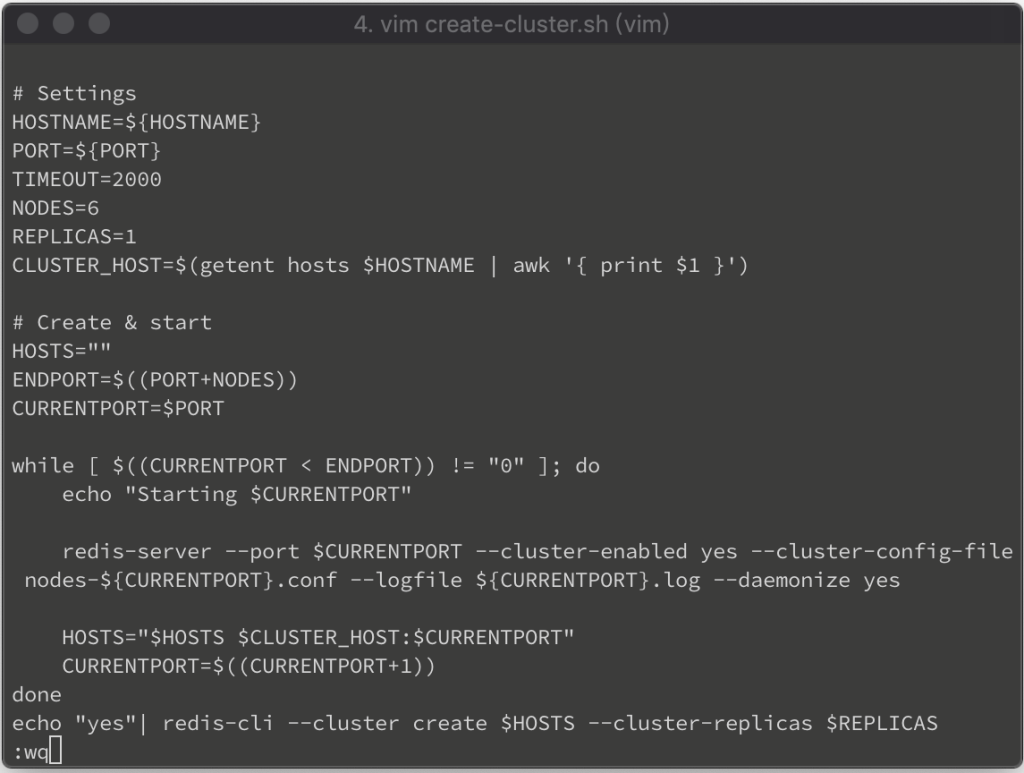 4. vim create-cluster.sh (vim)
# Settings
HOSTNAME=${HOSTNAME}
PORT=${PORT}
TIMEOUT=2000
NODES=6
REPLICAS=1
CLUSTER_HOST=$(getent hosts $HOSTNAME | awk '{ print $1 }')
# Create & start
HOSTS=""
ENDPORT=$((PORT+NODES))
CURRENTPORT=$PORT
while [ $((CURRENTPORT < ENDPORT)) != "0" ]; do
    echo "Starting $CURRENTPORT"
    redis-server --port $CURRENTPORT --cluster-enabled yes --cluster-config-file
 nodes-${CURRENTPORT}.conf --logfile ${CURRENTPORT}.log --daemonize yes
    HOSTS="$HOSTS $CLUSTER_HOST:$CURRENTPORT"
    CURRENTPORT=$((CURRENTPORT+1))
done
echo "yes"| redis-cli --cluster create $HOSTS --cluster-replicas $REPLICAS
:wq